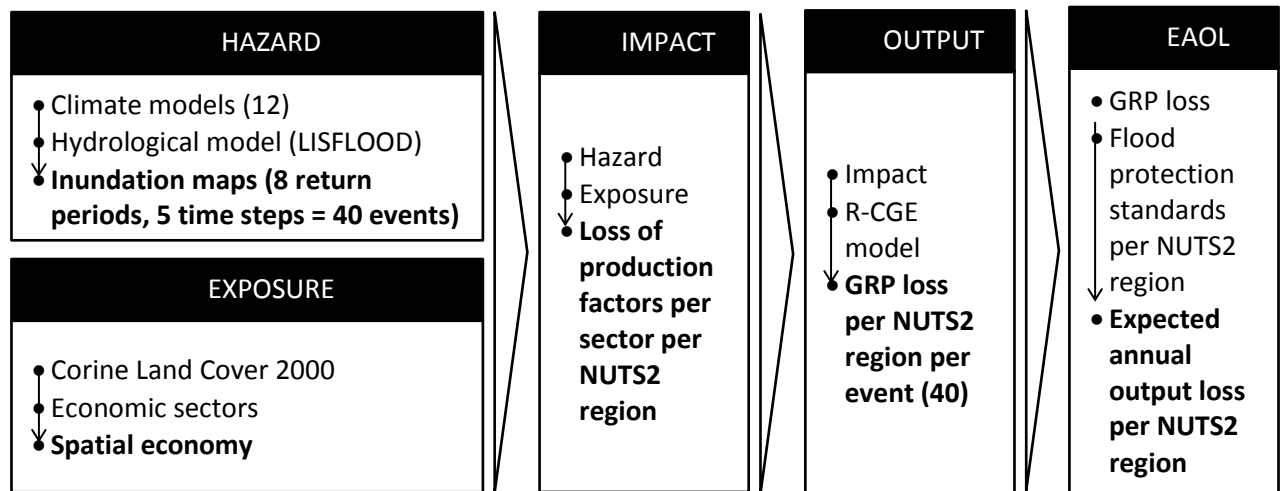 HAZARD
Climate models (12)
Hydrological model (LISFLOOD)
Inundation maps (8 return
periods, 5 time steps = 40 events)
EXPOSURE
Corine Land Cover 2000
Economic sectors
Spatial economy
IMPACT
Hazard
Exposure
Loss of
production
factors per
sector per
NUTS2
region
OUTPUT
Impact
R-CGE
model
GRP loss
per NUTS2
region per
event (40)
EAOL
GRP loss
Flood
protection
standards
per NUTS2
region
Expected
annual
output loss
per NUTS2
region